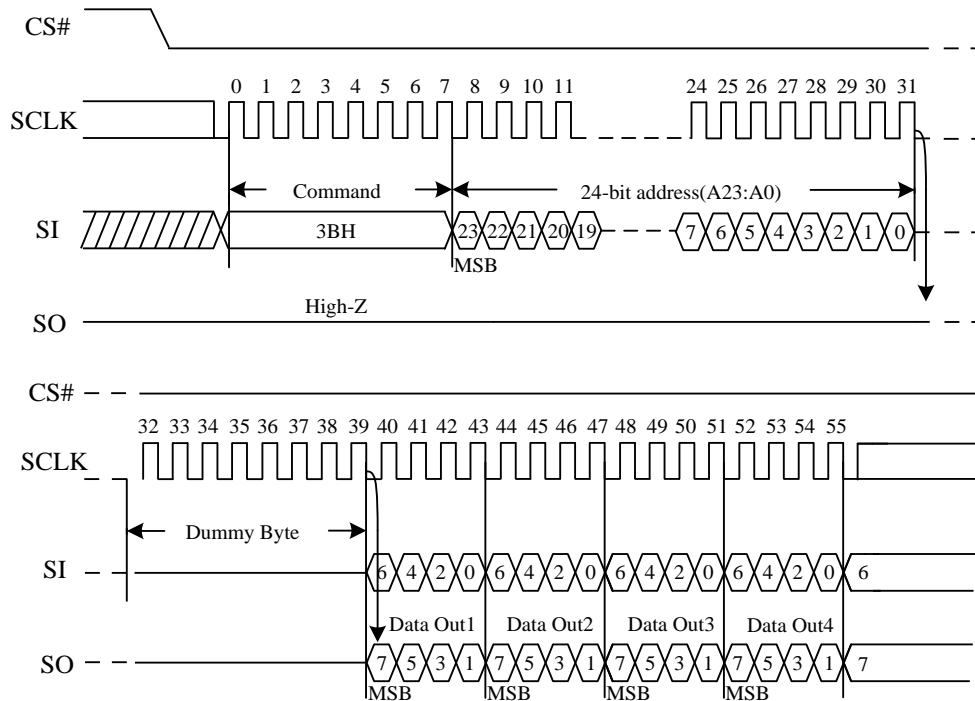 CS#
0 1 2 3 4 5 6 7 8 9 10 11 24 25 26 27 28 29 30 31
SCLK
Command 24-bit address(A23:A0)
SI 3BH 23 22 21 20 19 7 6 5 4 3 2 1 0
MSB
High-Z
SO
CS#
32 33 34 35 36 37 38 39 40 41 42 43 44 45 46 47 48 49 50 51 52 53 54 55
SCLK
Dummy Byte
SI 6 4 2 0 6 4 2 0 6 4 2 0 6 4 2 0 6
Data Out1 Data Out2 Data Out3 Data Out4
SO 7 5 3 1 7 5 3 1 7 5 3 1 7 5 3 1 7
MSB MSB MSB MSB